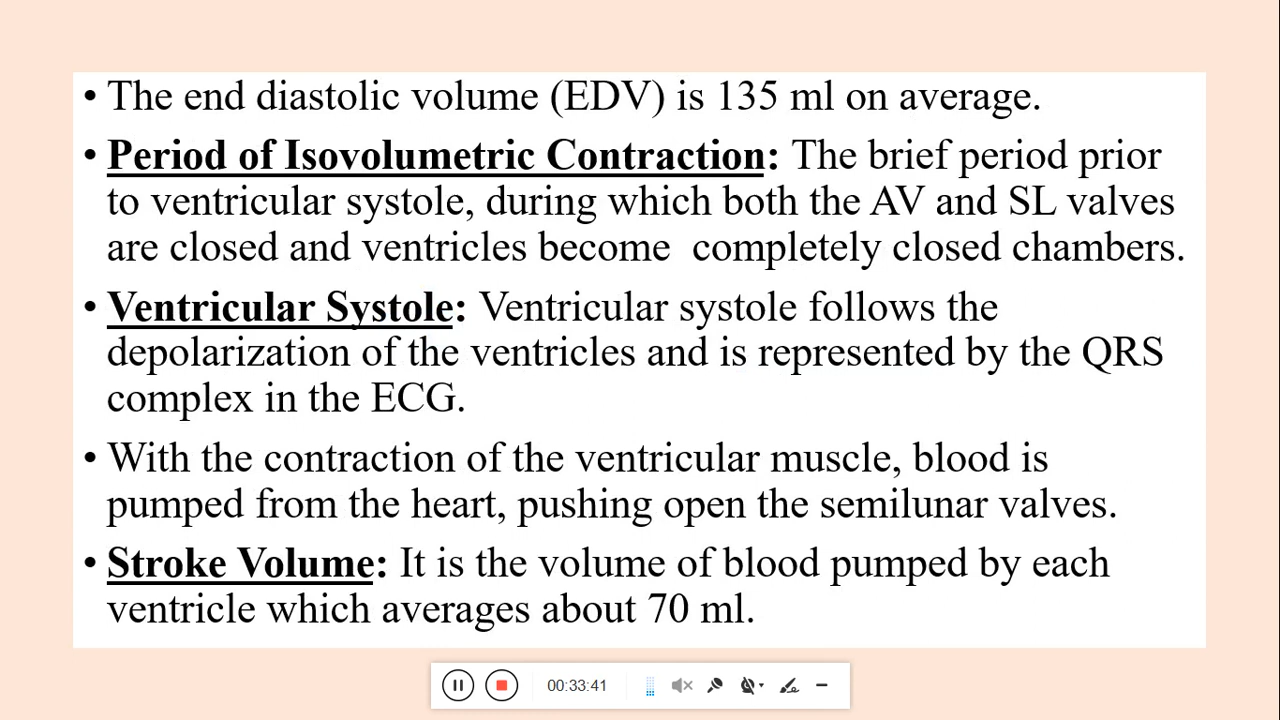 • The end diastolic volume (EDV) is 135 ml on average.
• Period of Isovolumetric Contraction: The brief period prior
to ventricular systole, during which both the AV and SL valves
are closed and ventricles become  completely closed chambers.
• Ventricular Systole: Ventricular systole follows the
depolarization of the ventricles and is represented by the QRS
complex in the ECG.
• With the contraction of the ventricular muscle, blood is
pumped from the heart, pushing open the semilunar valves.
• Stroke Volume: It is the volume of blood pumped by each
ventricle which averages about 70 ml.
00:33:41